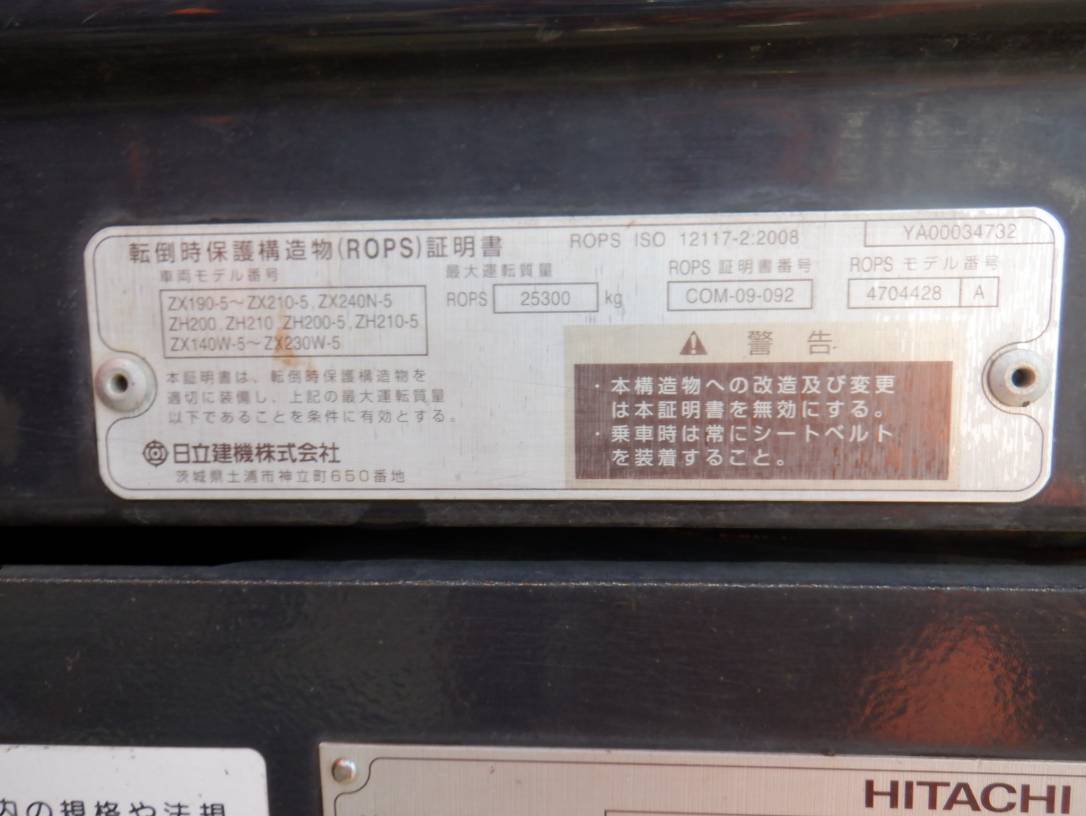 転倒時保護構造物(ROPS)証明書
ROPS ISO 12117-2:2008
YA00034732
車両モデル番号
ZX190-5～ZX210-5, ZX240N-5
ZH200, ZH210, ZH200-5, ZH210-5
ZX140W-5～ZX230W-5
最大運転質量
ROPS 25300 kg
ROPS 証明書番号
COM-09-092
ROPS モデル番号
4704428 A
本証明書は、転倒時保護構造物を
適切に装備し、上記の最大運転質量
以下であることを条件に有効とする。
日立建機株式会社
茨城県土浦市神立町650番地
警告
・本構造物への改造及び変更
は本証明書を無効にする。
・乗車時は常にシートベルト
を装着すること。
内の規格や法規
HITACHI